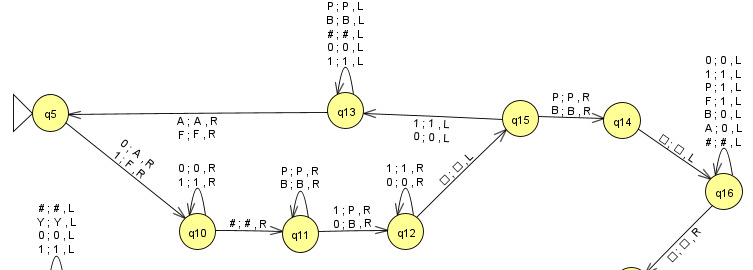 P ; P , L
B ; B , L
# ; # , L
0 ; 0 , L
1 ; 1 , L
q5
A ; A , R
F ; F , R
q13
1 ; 1 , L
0 ; 0 , L
q15
P ; P , R
B ; B , R
q14
□ ; □ , L
0 ; 0 , L
1 ; 1 , L
P ; 1 , L
F ; 1 , L
B ; 0 , L
A ; 0 , L
# ; # , L
q16
0 ; A , R
1 ; F , R
0 ; 0 , R
1 ; 1 , R
q10
# ; # , R
P ; P , R
B ; B , R
q11
1 ; P , R
0 ; B , R
1 ; 1 , R
0 ; 0 , R
q12
□ ; □ , L
□ ; □ , R
# ; # , L
Y ; Y , L
0 ; 0 , L
1 ; 1 , L